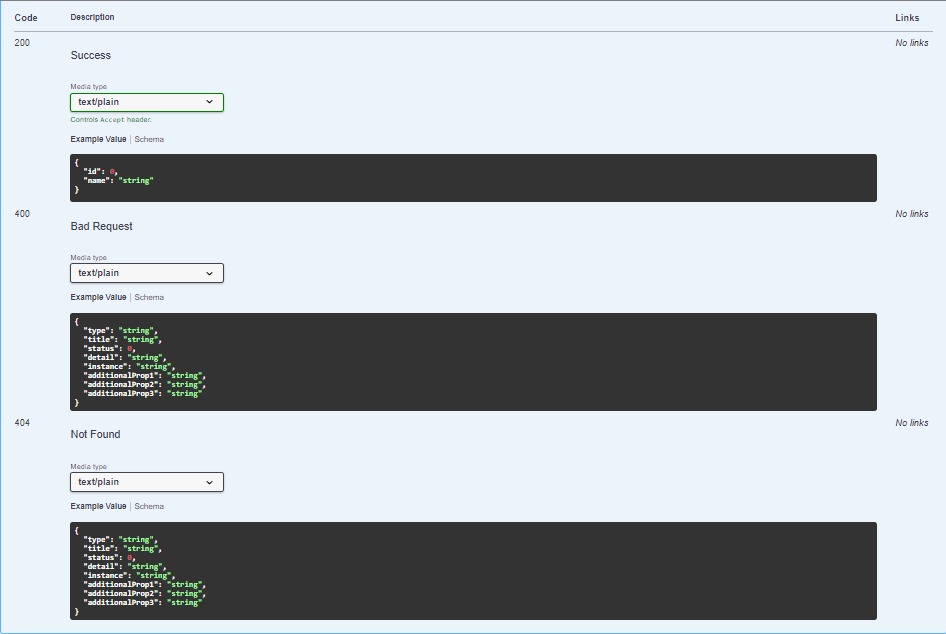 Code Description Links
200 No links
Success
Media type
text/plain
Controls Accept header.
Example Value | Schema
{
  "id": 0,
  "name": "string"
}
400 No links
Bad Request
Media type
text/plain
Example Value | Schema
{
  "type": "string",
  "title": "string",
  "status": 0,
  "detail": "string",
  "instance": "string",
  "additionalProp1": "string",
  "additionalProp2": "string",
  "additionalProp3": "string"
}
404 No links
Not Found
Media type
text/plain
Example Value | Schema
{
  "type": "string",
  "title": "string",
  "status": 0,
  "detail": "string",
  "instance": "string",
  "additionalProp1": "string",
  "additionalProp2": "string",
  "additionalProp3": "string"
}